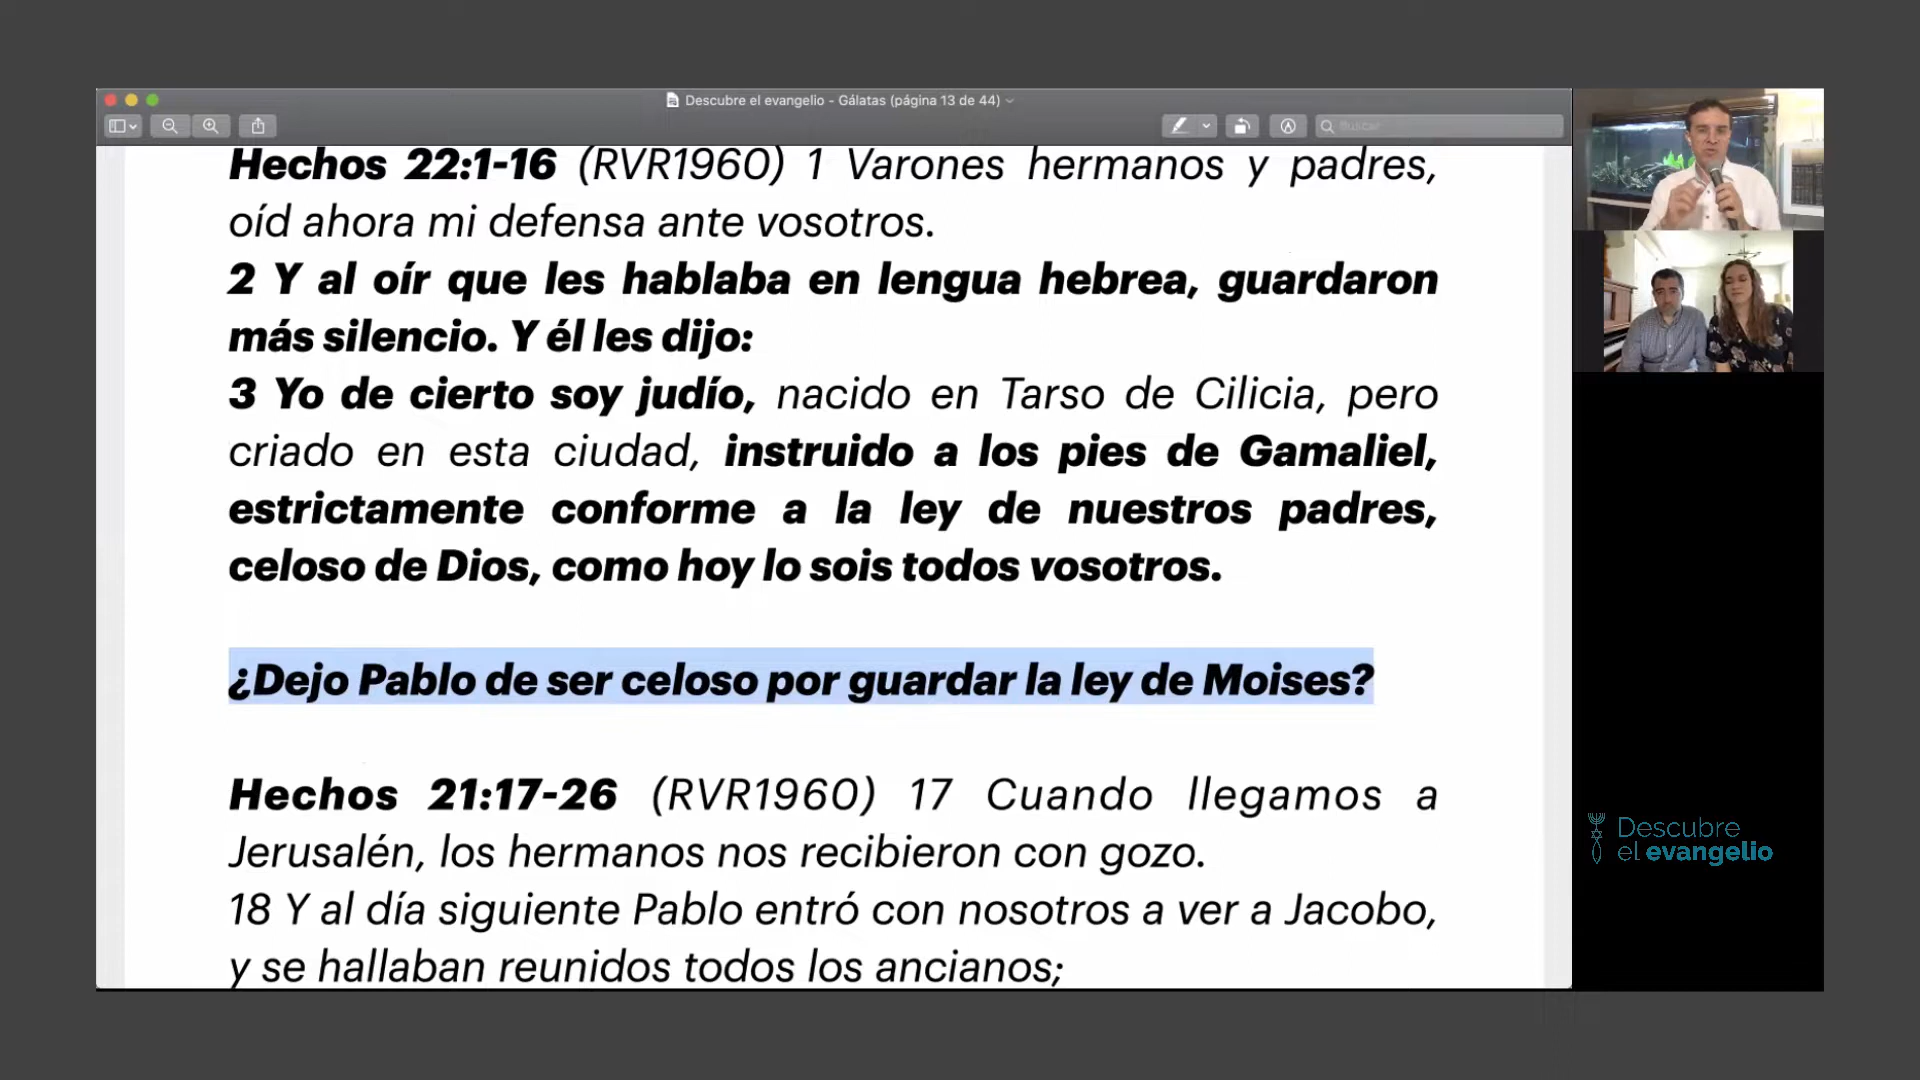 Descubre el evangelio - Gálatas (página 13 de 44)
Buscar
Hechos 22:1-16 (RVR1960) 1 Varones hermanos y padres,
oíd ahora mi defensa ante vosotros.
2 Y al oír que les hablaba en lengua hebrea, guardaron
más silencio. Y él les dijo:
3 Yo de cierto soy judío, nacido en Tarso de Cilicia, pero
criado en esta ciudad, instruido a los pies de Gamaliel,
estrictamente conforme a la ley de nuestros padres,
celoso de Dios, como hoy lo sois todos vosotros.
¿Dejo Pablo de ser celoso por guardar la ley de Moises?
Hechos 21:17-26 (RVR1960) 17 Cuando llegamos a
Jerusalén, los hermanos nos recibieron con gozo.
18 Y al día siguiente Pablo entró con nosotros a ver a Jacobo,
y se hallaban reunidos todos los ancianos;
Descubre
el evangelio